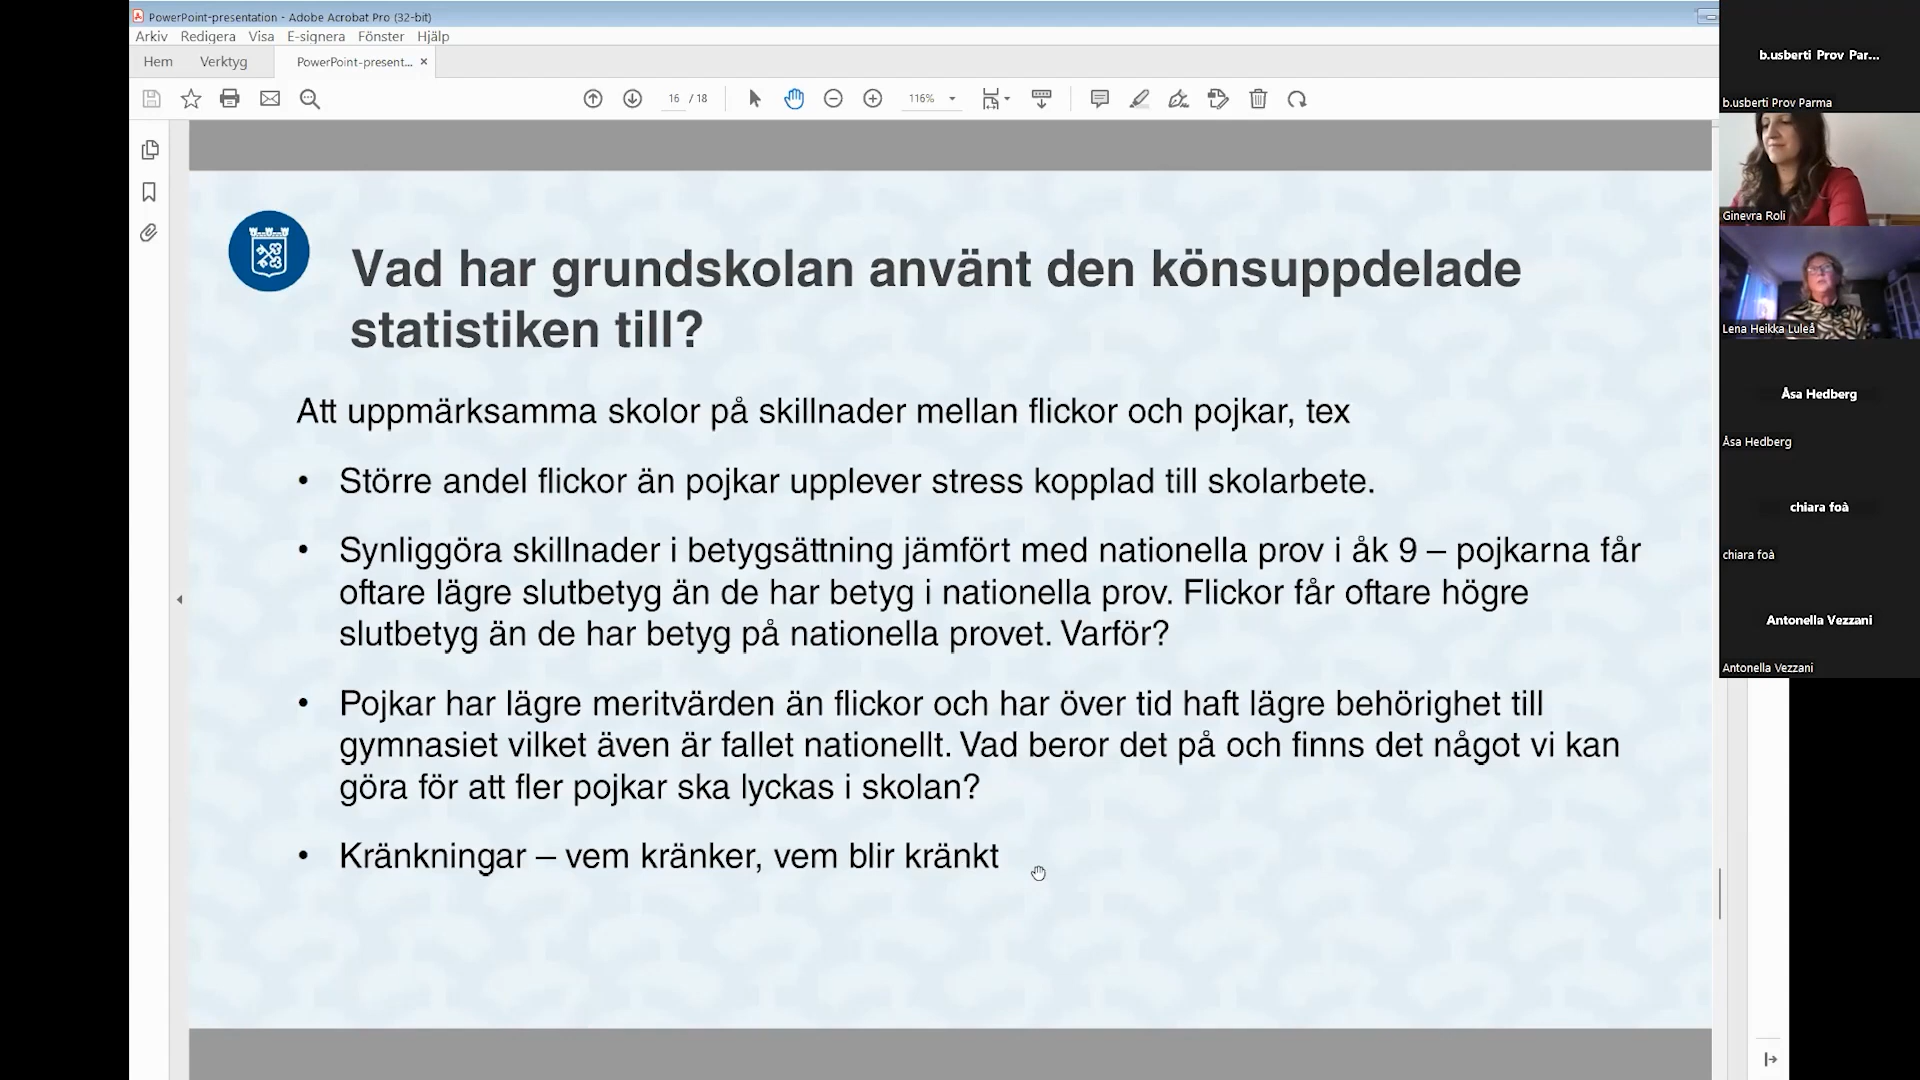 PowerPoint-presentation - Adobe Acrobat Pro (32-bit)
Arkiv Redigera Visa E-signera Fönster Hjälp
Hem Verktyg PowerPoint-present... ×
16 / 18 116%
Vad har grundskolan använt den könsuppdelade
statistiken till?
Att uppmärksamma skolor på skillnader mellan flickor och pojkar, tex
• Större andel flickor än pojkar upplever stress kopplad till skolarbete.
• Synliggöra skillnader i betygsättning jämfört med nationella prov i åk 9 – pojkarna får
oftare lägre slutbetyg än de har betyg i nationella prov. Flickor får oftare högre
slutbetyg än de har betyg på nationella provet. Varför?
• Pojkar har lägre meritvärden än flickor och har över tid haft lägre behörighet till
gymnasiet vilket även är fallet nationellt. Vad beror det på och finns det något vi kan
göra för att fler pojkar ska lyckas i skolan?
• Kränkningar – vem kränker, vem blir kränkt
b.usberti Prov Par...
b.usberti Prov Parma
Ginevra Roli
Lena Heikka Luleå
Åsa Hedberg
Åsa Hedberg
chiara foà
chiara foà
Antonella Vezzani
Antonella Vezzani